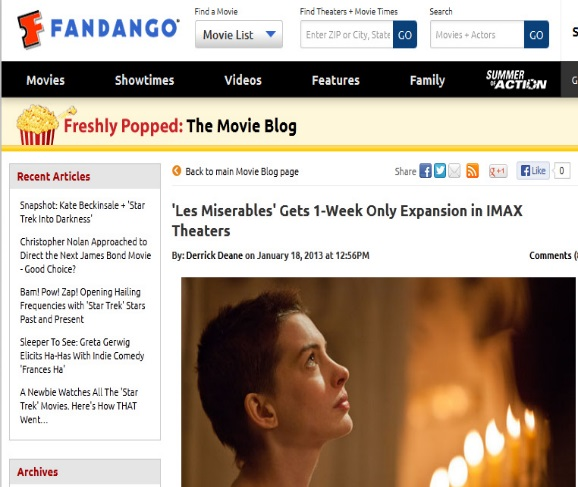 FANDANGO
Find a Movie
Movie List
Find Theaters + Movie Times
Enter ZIP or City, State
GO
Search
Movies + Actors
GO
S
Movies
Showtimes
Videos
Features
Family
SUMMER
OF ACTION
G
Freshly Popped: The Movie Blog
Recent Articles
Snapshot: Kate Beckinsale + 'Star
Trek Into Darkness'
Christopher Nolan Approached to
Direct the Next James Bond Movie
- Good Choice?
Bam! Pow! Zap! Opening Hailing
Frequencies with 'Star Trek' Stars
Past and Present
Sleeper To See: Greta Gerwig
Elicits Ha-Has With Indie Comedy
'Frances Ha'
A Newbie Watches All The 'Star
Trek' Movies. Here's How THAT
Went...
Archives
Back to main Movie Blog page
Share
+1
Like
0
'Les Miserables' Gets 1-Week Only Expansion in IMAX
Theaters
By: Derrick Deane on January 18, 2013 at 12:56PM
Comments (